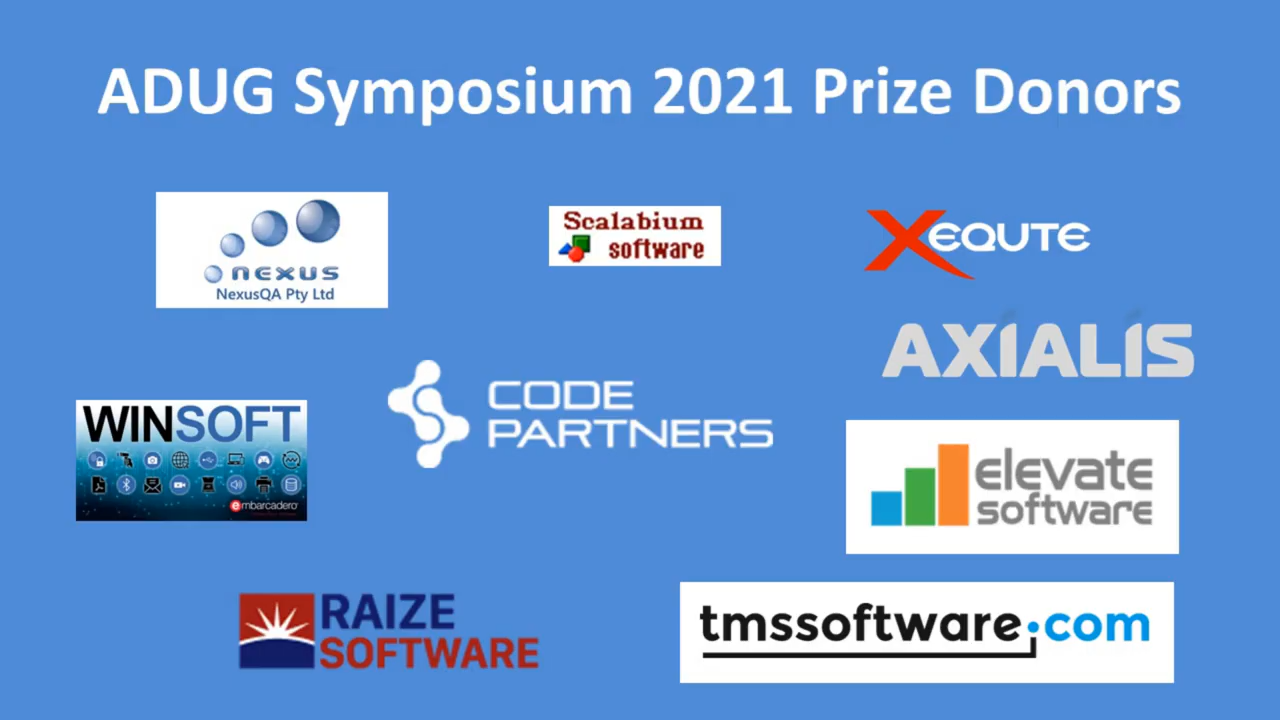 ADUG Symposium 2021 Prize Donors
nexus
NexusQA Pty Ltd
Scalabium
software
XEQUTE
AXIALIS
CODE
PARTNERS
WINSOFT
embarcadero
elevate
software
RAIZE
SOFTWARE
tmssoftware.com